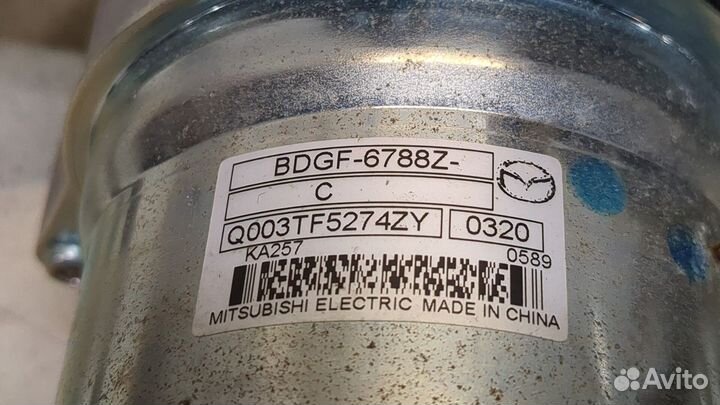 BDGF-6788Z-
C
Q003TF5274ZY 0320
KA257 0589
MITSUBISHI ELECTRIC MADE IN CHINA
Avito